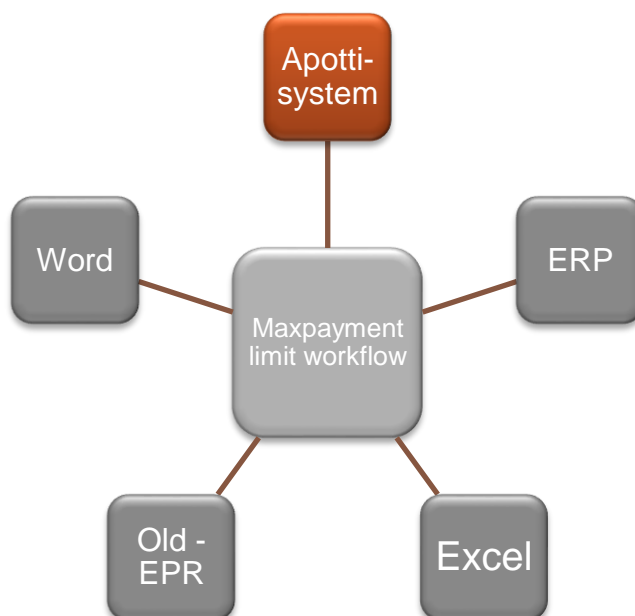 Apotti-
system
Word
ERP
Maxpayment
limit workflow
Old -
EPR
Excel